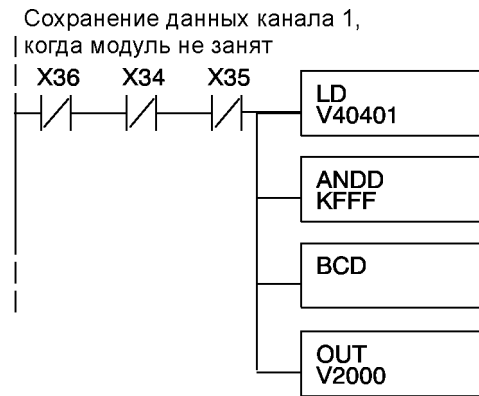 Сохранение данных канала 1,
когда модуль не занят
X36 X34 X35
LD
V40401
ANDD
KFFF
BCD
OUT
V2000